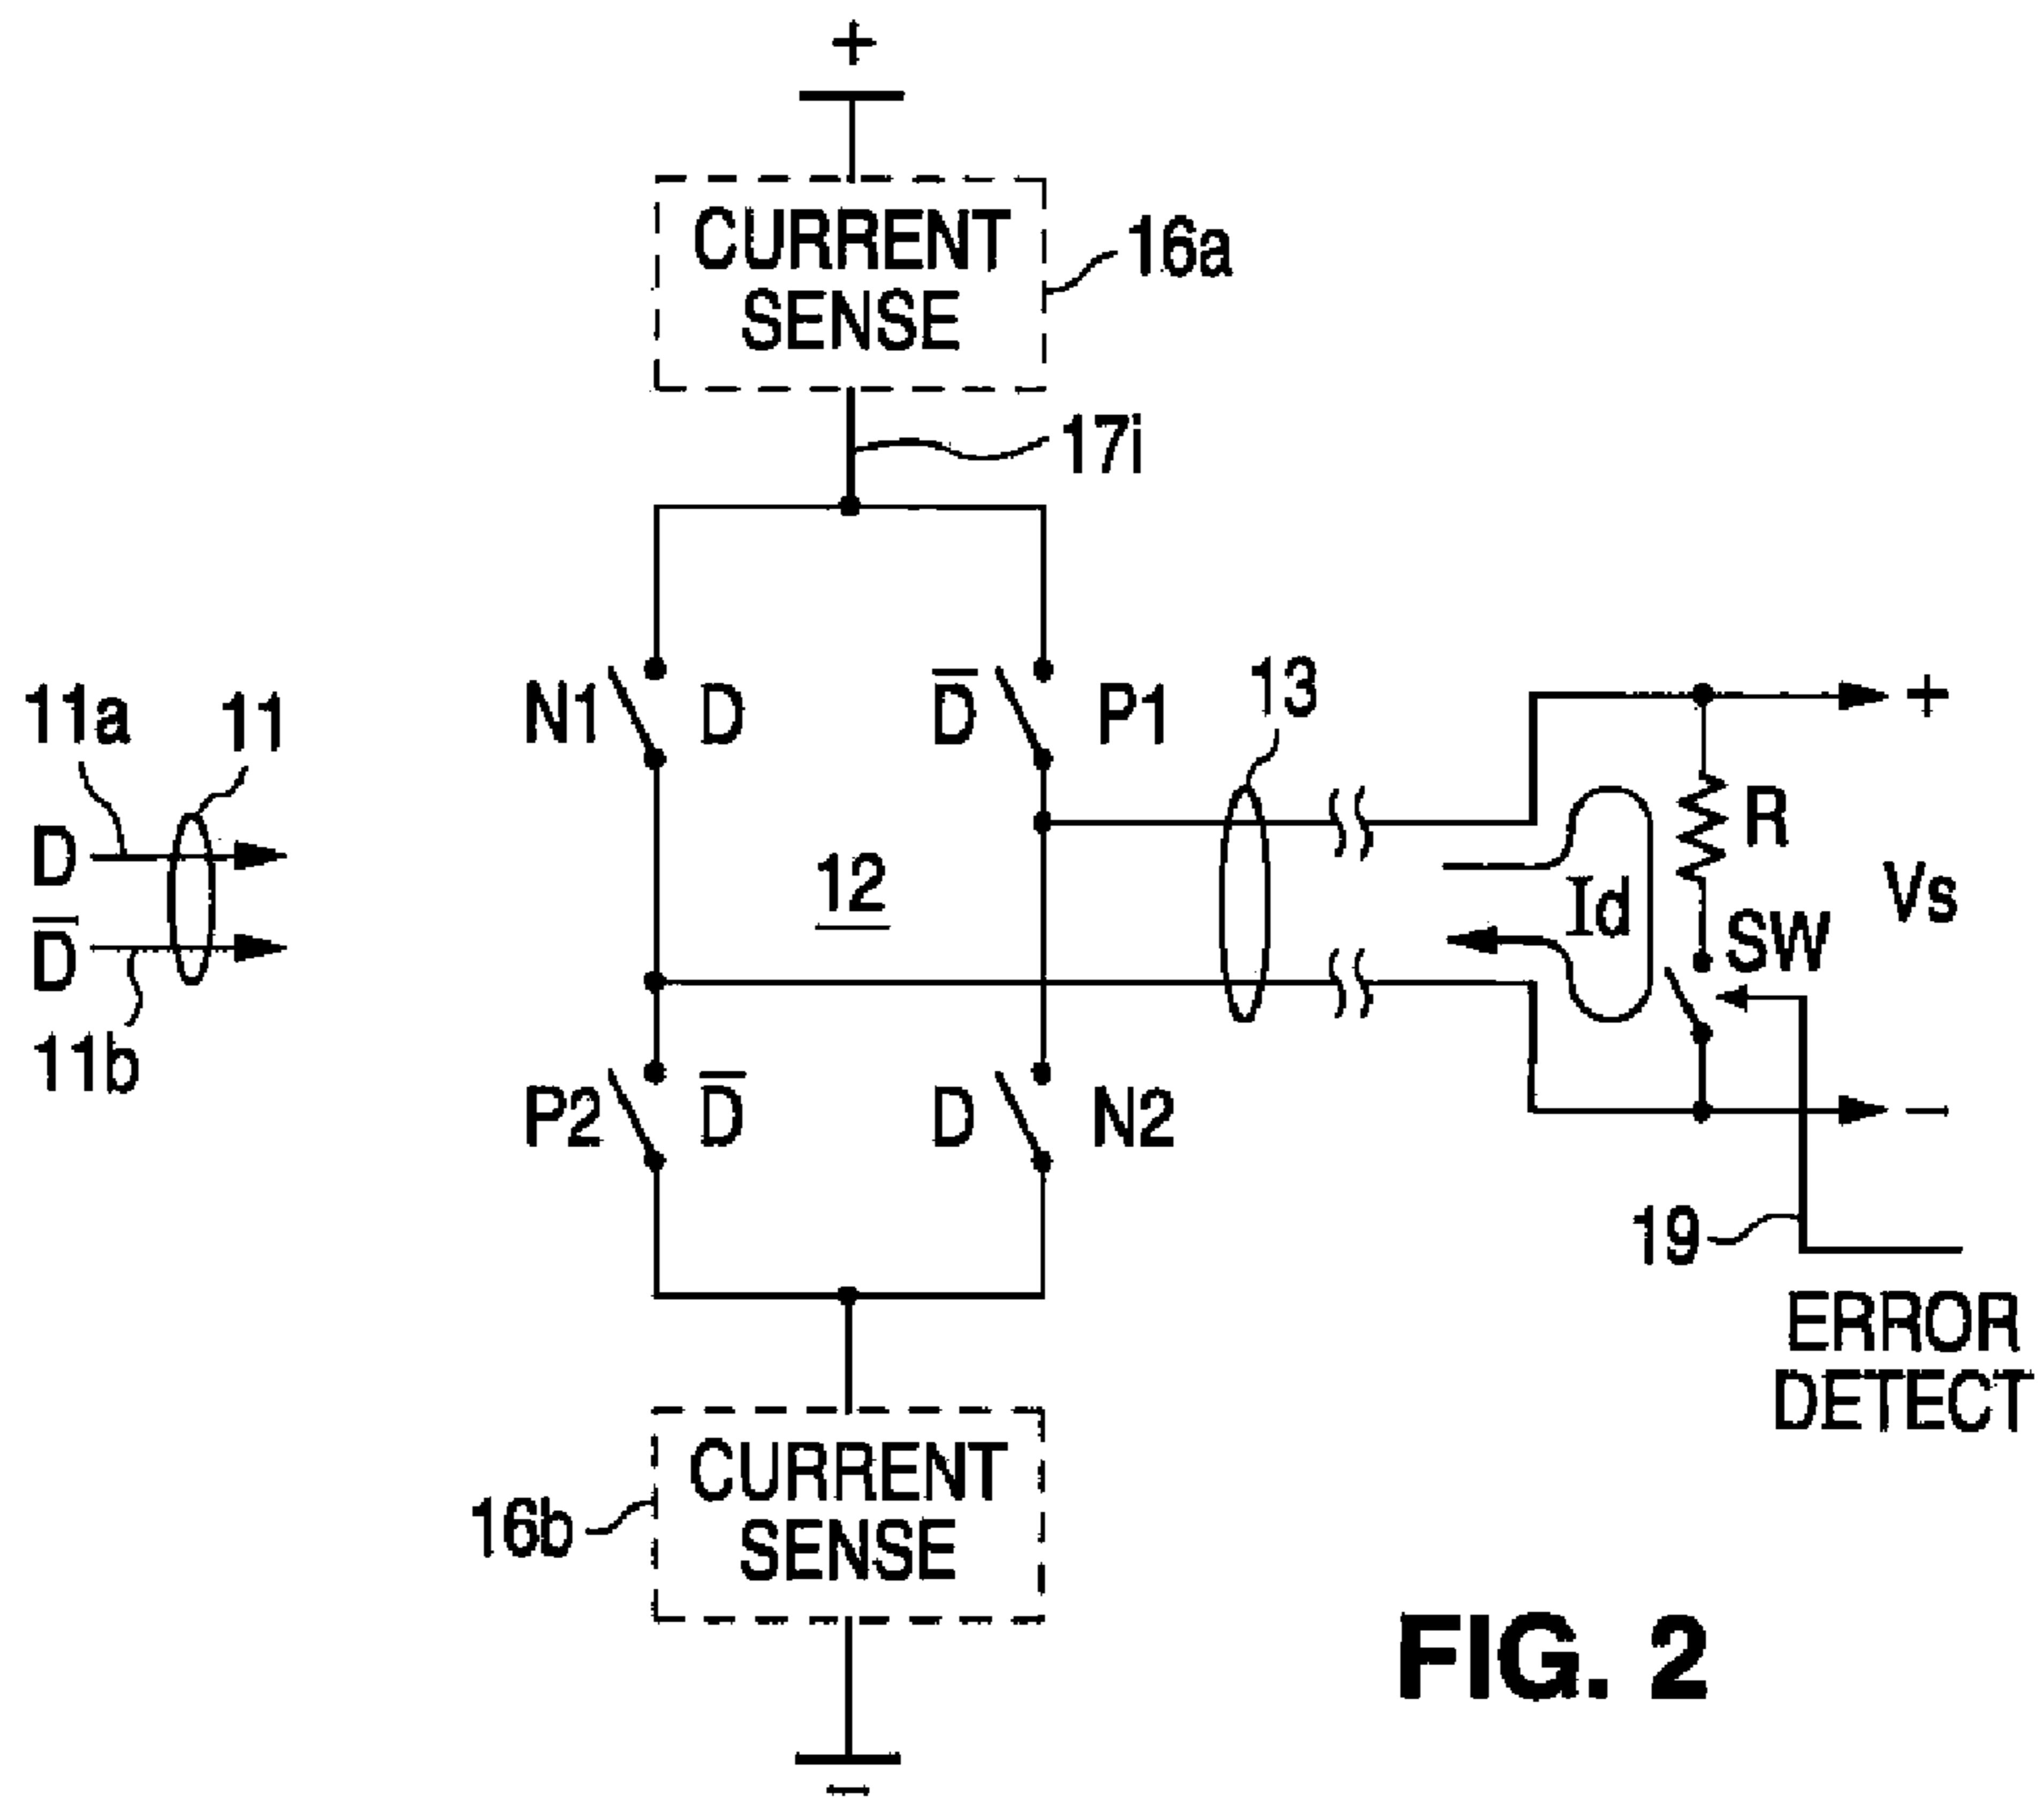 +
CURRENT
SENSE
16a
17i
11a
11
N1
D
D̅
P1
13
+
D
D̅
11b
12
R
Id
Vs
SW
P2
D̅
D
N2
−
19
ERROR
DETECT
CURRENT
SENSE
16b
−
FIG. 2